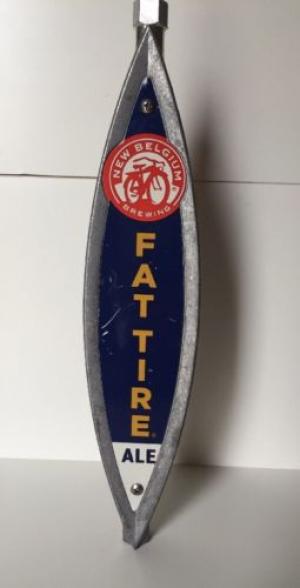 NEW BELGIUM
BREWING
FAT TIRE®
ALE